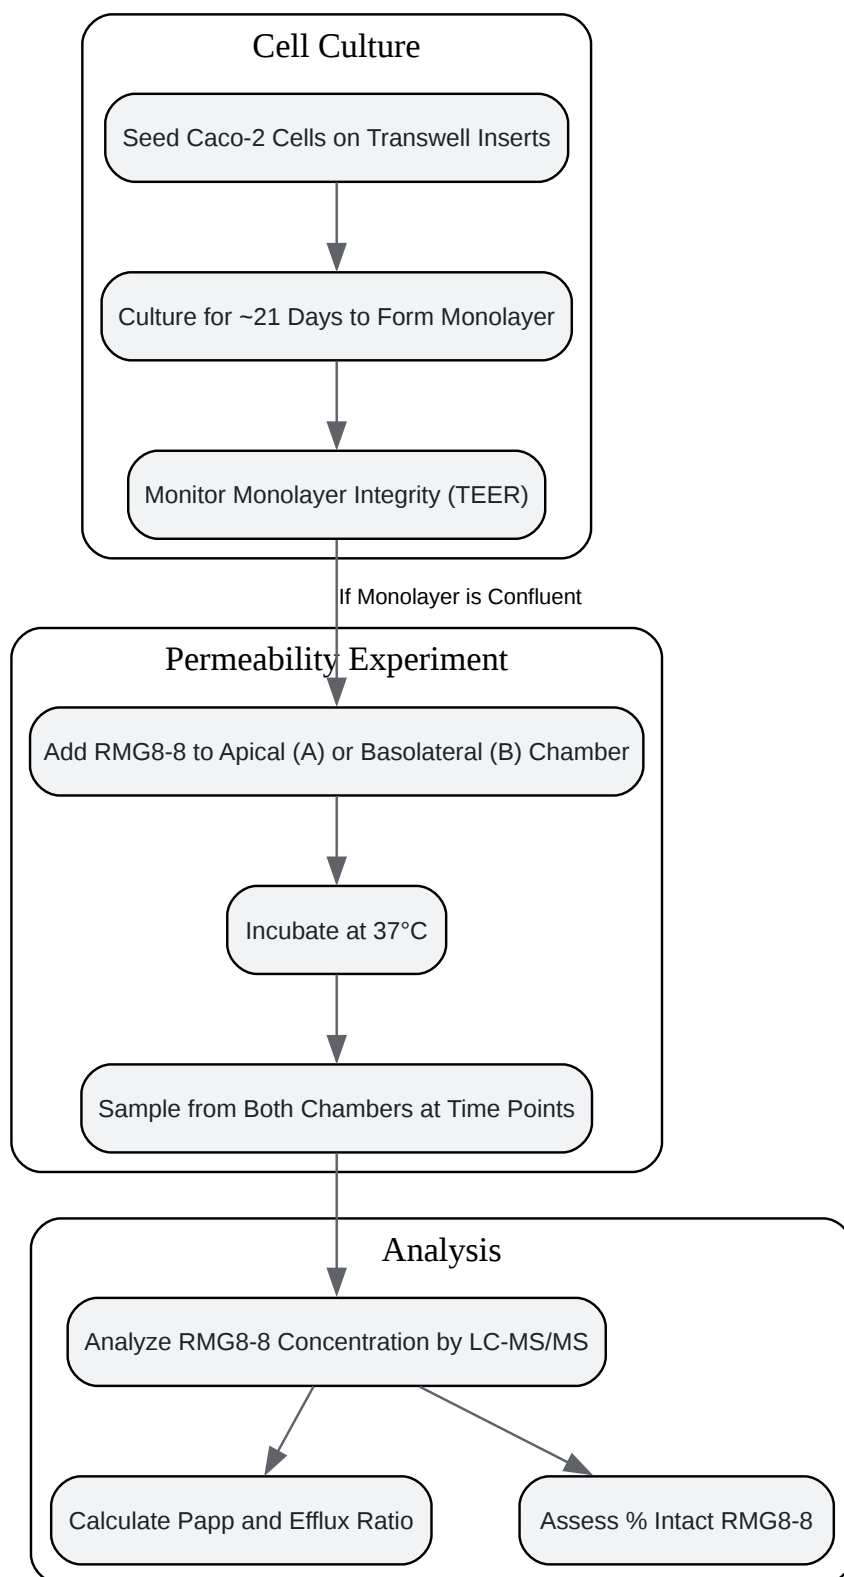 Cell Culture
Seed Caco-2 Cells on Transwell Inserts
Culture for ~21 Days to Form Monolayer
Monitor Monolayer Integrity (TEER)
If Monolayer is Confluent
Permeability Experiment
Add RMG8-8 to Apical (A) or Basolateral (B) Chamber
Incubate at 37°C
Sample from Both Chambers at Time Points
Analysis
Analyze RMG8-8 Concentration by LC-MS/MS
Calculate Papp and Efflux Ratio
Assess % Intact RMG8-8